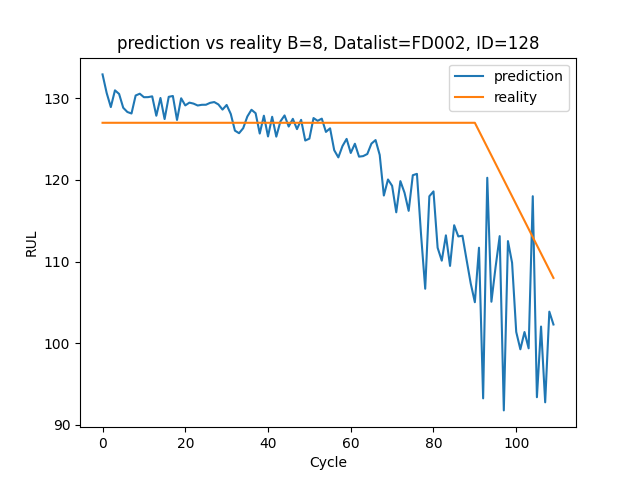 prediction vs reality B=8, Datalist=FD002, ID=128
prediction
reality
130
120
110
100
90
RUL
0 20 40 60 80 100
Cycle